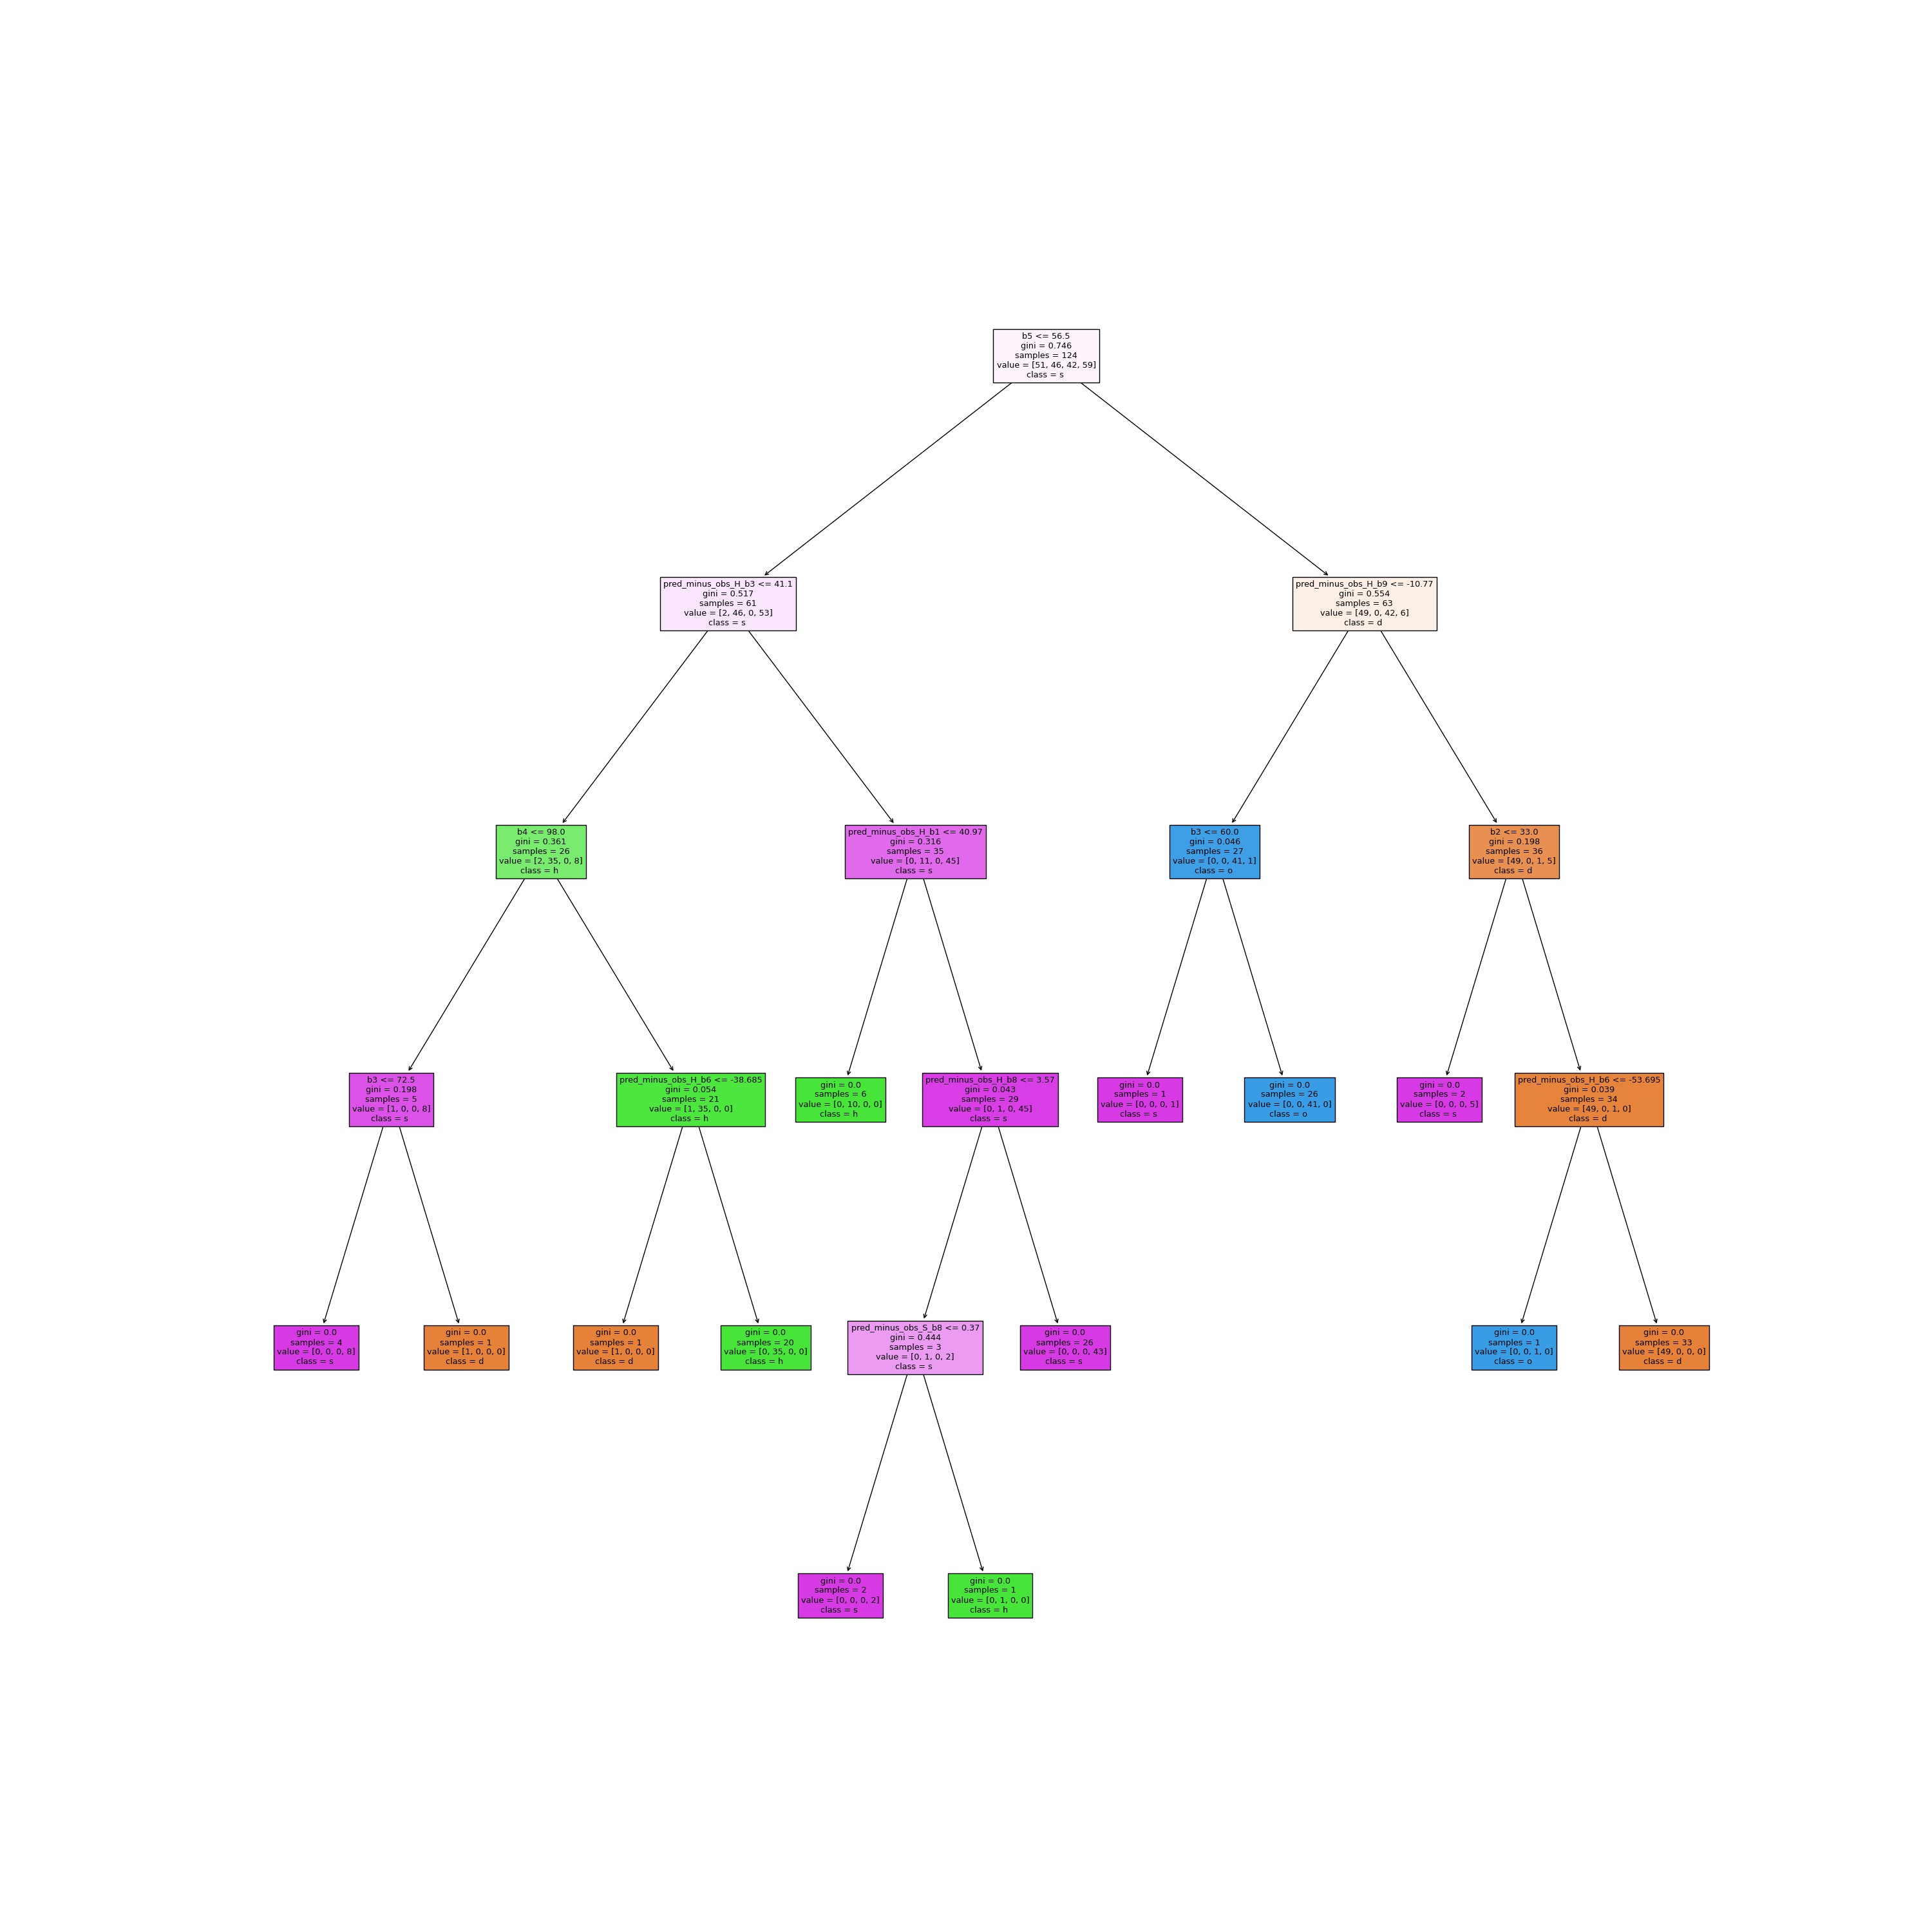 b5 <= 56.5
gini = 0.746
samples = 124
value = [51, 46, 42, 59]
class = s
pred_minus_obs_H_b3 <= 41.1
gini = 0.517
samples = 61
value = [2, 46, 0, 53]
class = s
pred_minus_obs_H_b9 <= -10.77
gini = 0.554
samples = 63
value = [49, 0, 42, 6]
class = d
b4 <= 98.0
gini = 0.361
samples = 26
value = [2, 35, 0, 8]
class = h
pred_minus_obs_H_b1 <= 40.97
gini = 0.316
samples = 35
value = [0, 11, 0, 45]
class = s
b3 <= 60.0
gini = 0.046
samples = 27
value = [0, 0, 41, 1]
class = o
b2 <= 33.0
gini = 0.198
samples = 36
value = [49, 0, 1, 5]
class = d
b3 <= 72.5
gini = 0.198
samples = 5
value = [1, 0, 0, 8]
class = s
pred_minus_obs_H_b6 <= -38.685
gini = 0.054
samples = 21
value = [1, 35, 0, 0]
class = h
gini = 0.0
samples = 6
value = [0, 10, 0, 0]
class = h
pred_minus_obs_H_b8 <= 3.57
gini = 0.043
samples = 29
value = [0, 1, 0, 45]
class = s
gini = 0.0
samples = 1
value = [0, 0, 0, 1]
class = s
gini = 0.0
samples = 26
value = [0, 0, 41, 0]
class = o
gini = 0.0
samples = 2
value = [0, 0, 0, 5]
class = s
pred_minus_obs_H_b6 <= -53.695
gini = 0.039
samples = 34
value = [49, 0, 1, 0]
class = d
gini = 0.0
samples = 4
value = [0, 0, 0, 8]
class = s
gini = 0.0
samples = 1
value = [1, 0, 0, 0]
class = d
gini = 0.0
samples = 1
value = [1, 0, 0, 0]
class = d
gini = 0.0
samples = 20
value = [0, 35, 0, 0]
class = h
pred_minus_obs_S_b8 <= 0.37
gini = 0.444
samples = 3
value = [0, 1, 0, 2]
class = s
gini = 0.0
samples = 26
value = [0, 0, 0, 43]
class = s
gini = 0.0
samples = 1
value = [0, 0, 1, 0]
class = o
gini = 0.0
samples = 33
value = [49, 0, 0, 0]
class = d
gini = 0.0
samples = 2
value = [0, 0, 0, 2]
class = s
gini = 0.0
samples = 1
value = [0, 1, 0, 0]
class = h